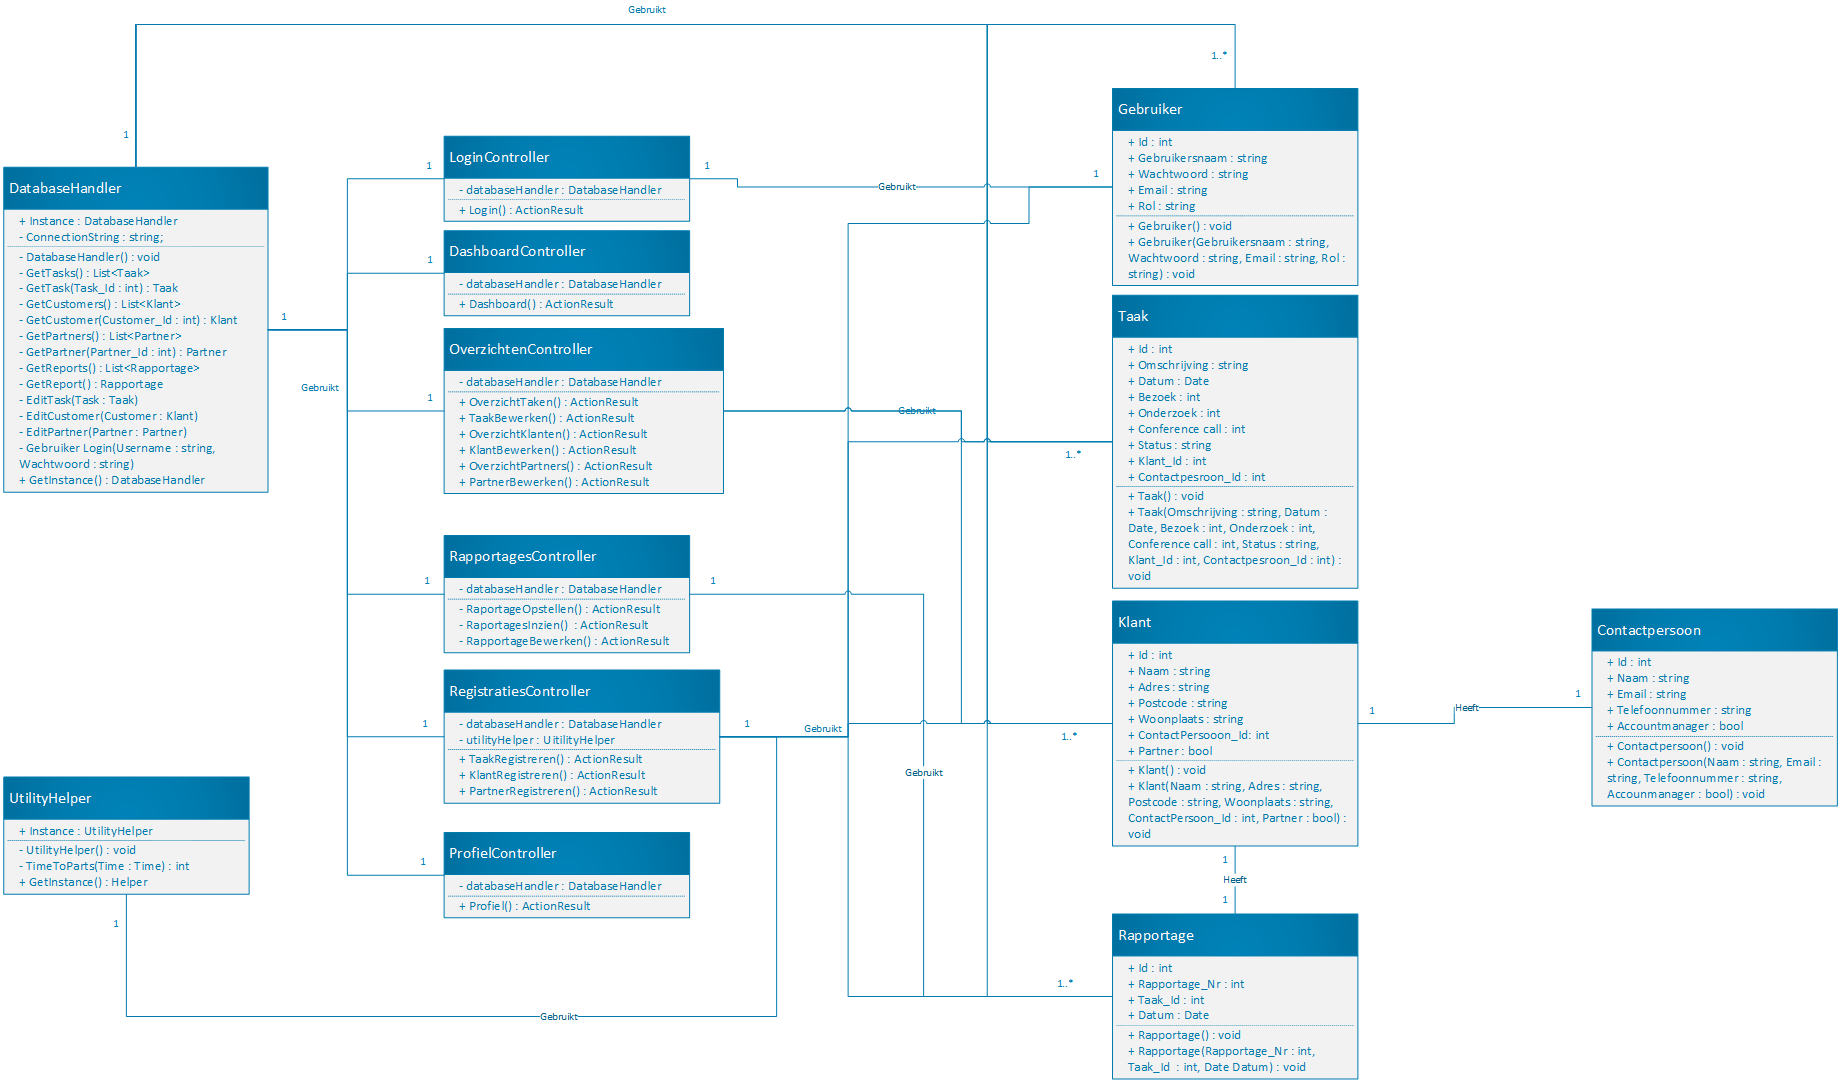 Gebruikt
1..*
1
DatabaseHandler
+ Instance : DatabaseHandler
- ConnectionString : string;
- DatabaseHandler() : void
- GetTasks() : List<Taak>
- GetTask(Task_Id : int) : Taak
- GetCustomers() : List<Klant>
- GetCustomer(Customer_Id : int) : Klant
- GetPartners() : List<Partner>
- GetPartner(Partner_Id : int) : Partner
- GetReports() : List<Rapportage>
- GetReport() : Rapportage
- EditTask(Task : Taak)
- EditCustomer(Customer : Klant)
- EditPartner(Partner : Partner)
- Gebruiker Login(Username : string,
Wachtwoord : string)
+ GetInstance() : DatabaseHandler
1
Gebruikt
UtilityHelper
+ Instance : UtilityHelper
- UtilityHelper() : void
- TimeToParts(Time : Time) : int
+ GetInstance() : Helper
1
Gebruikt
1
LoginController
- databaseHandler : DatabaseHandler
+ Login() : ActionResult
1
Gebruikt
1
1
DashboardController
- databaseHandler : DatabaseHandler
+ Dashboard() : ActionResult
1
OverzichtenController
- databaseHandler : DatabaseHandler
+ OverzichtTaken() : ActionResult
+ TaakBewerken() : ActionResult
+ OverzichtKlanten() : ActionResult
+ KlantBewerken() : ActionResult
+ OverzichtPartners() : ActionResult
+ PartnerBewerken() : ActionResult
Gebruikt
1
RapportagesController
- databaseHandler : DatabaseHandler
- RaportageOpstellen() : ActionResult
- RaportagesInzien() : ActionResult
- RapportageBewerken() : ActionResult
1
Gebruikt
1
RegistratiesController
- databaseHandler : DatabaseHandler
- utilityHelper : UitilityHelper
+ TaakRegistreren() : ActionResult
+ KlantRegistreren() : ActionResult
+ PartnerRegistreren() : ActionResult
1
Gebruikt
1
ProfielController
- databaseHandler : DatabaseHandler
+ Profiel() : ActionResult
Gebruiker
+ Id : int
+ Gebruikersnaam : string
+ Wachtwoord : string
+ Email : string
+ Rol : string
+ Gebruiker() : void
+ Gebruiker(Gebruikersnaam : string,
Wachtwoord : string, Email : string, Rol :
string) : void
Taak
+ Id : int
+ Omschrijving : string
+ Datum : Date
+ Bezoek : int
+ Onderzoek : int
+ Conference call : int
+ Status : string
+ Klant_Id : int
+ Contactpesroon_Id : int
+ Taak() : void
+ Taak(Omschrijving : string, Datum :
Date, Bezoek : int, Onderzoek : int,
Conference call : int, Status : string,
Klant_Id : int, Contactpesroon_Id : int) :
void
1..*
Klant
+ Id : int
+ Naam : string
+ Adres : string
+ Postcode : string
+ Woonplaats : string
+ ContactPersooon_Id: int
+ Partner : bool
+ Klant() : void
+ Klant(Naam : string, Adres : string,
Postcode : string, Woonplaats : string,
ContactPersoon_Id : int, Partner : bool) :
void
1..*
1
Heeft
1
Contactpersoon
+ Id : int
+ Naam : string
+ Email : string
+ Telefoonnummer : string
+ Accountmanager : bool
+ Contactpersoon() : void
+ Contactpersoon(Naam : string, Email :
string, Telefoonnummer : string,
Accounmanager : bool) : void
1
Heeft
1
Rapportage
+ Id : int
+ Rapportage_Nr : int
+ Taak_Id : int
+ Datum : Date
+ Rapportage() : void
+ Rapportage(Rapportage_Nr : int,
Taak_Id : int, Date Datum) : void
1..*